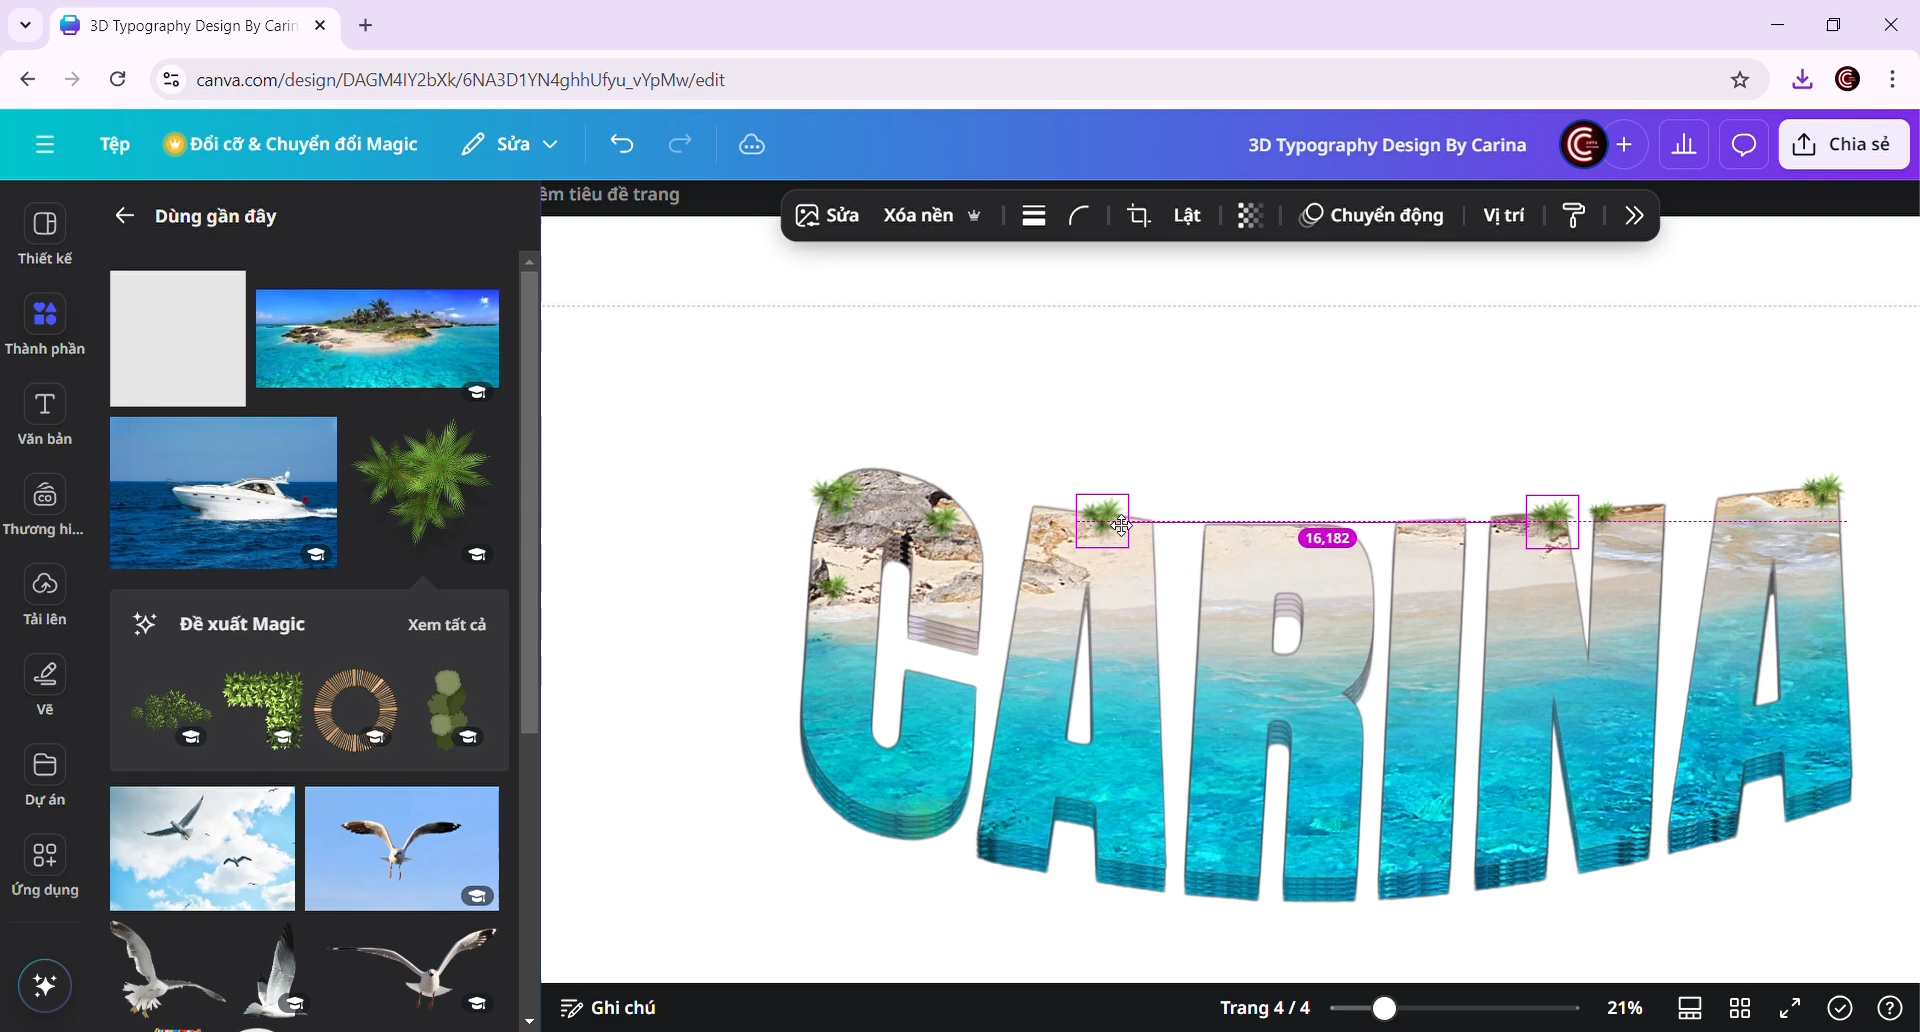 3D Typography Design By Carin
canva.com/design/DAGM4IY2bXk/6NA3D1YN4ghhUfyu_vYpMw/edit
Tệp
Đổi cỡ & Chuyển đổi Magic
Sửa
3D Typography Design By Carina
Chia sẻ
êm tiêu đề trang
Sửa
Xóa nền
Lật
Chuyển động
Vị trí
Thiết kế
Thành phần
Văn bản
Thương hi...
Tải lên
Vẽ
Dự án
Ứng dụng
Dùng gần đây
Đề xuất Magic
Xem tất cả
16,182
CARINA
Ghi chú
Trang 4 / 4
21%